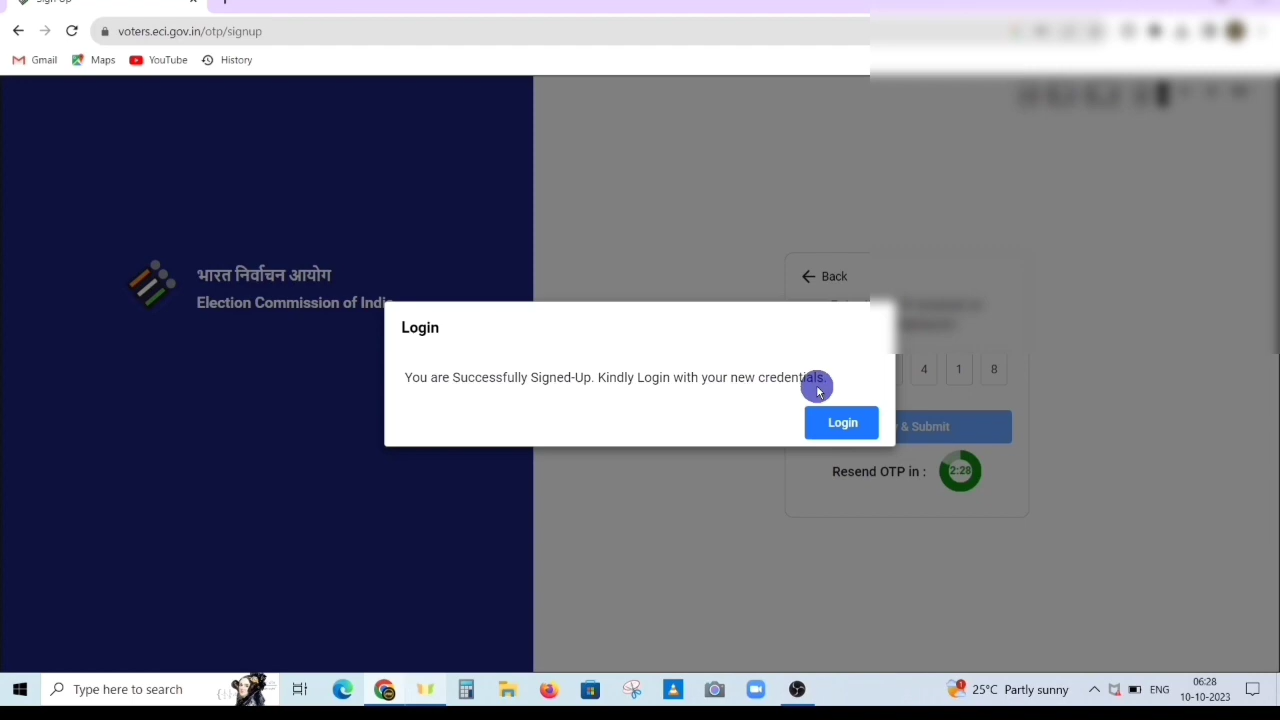 Sign Up
voters.eci.gov.in/otp/signup
Gmail Maps YouTube History
भारत निर्वाचन आयोग
Election Commission of India
Back
Login
You are Successfully Signed-Up. Kindly Login with your new credentials.
4 1 8
Login
& Submit
Resend OTP in : 2:28
Type here to search
25°C Partly sunny
ENG
06:28
10-10-2023